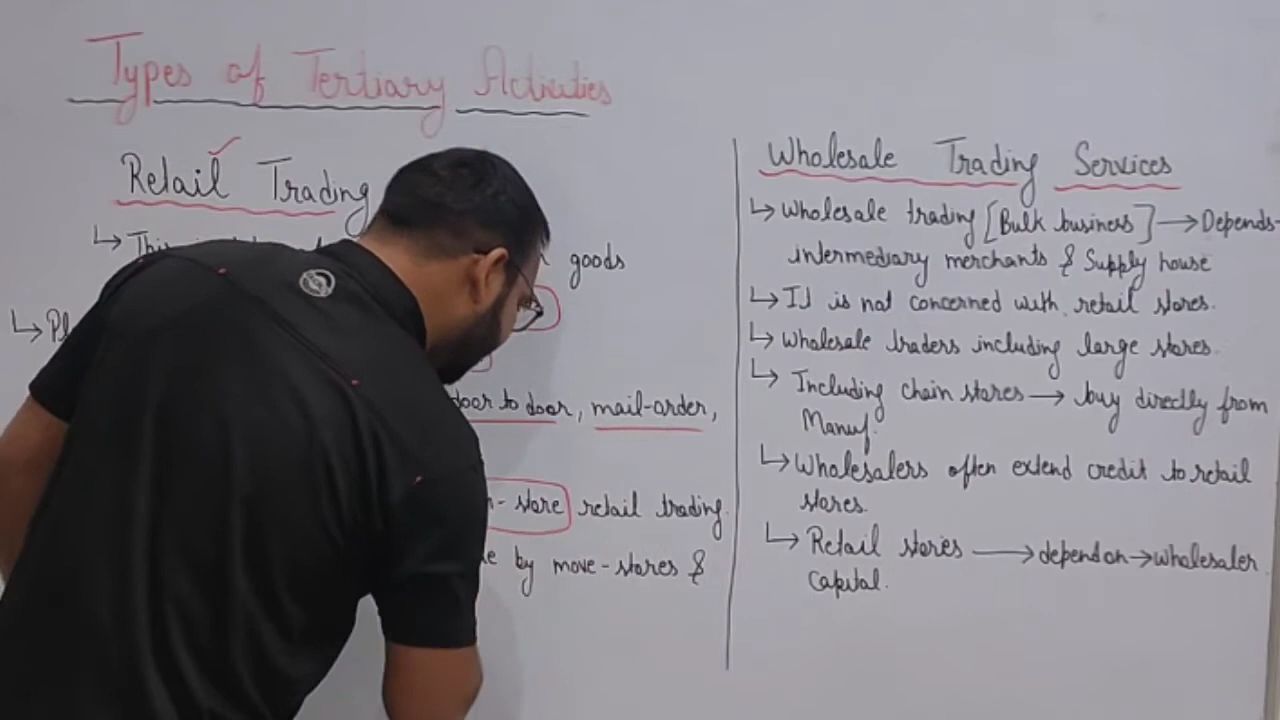 Types of Tertiary Activities
Retail Trading
↳ This goods
↳
door to door, mail-order,
- store retail trading.
by move-stores &
Wholesale Trading Services
↳ Wholesale trading [Bulk business] → Depends-
intermediary merchants & Supply house
↳ It is not concerned with retail stores.
↳ Wholesale traders including large stores.
↳ Including chain stores → buy directly from
Manuf.
↳ Wholesalers often extend credit to retail
stores.
↳ Retail stores → depend on → wholesaler
Capital.